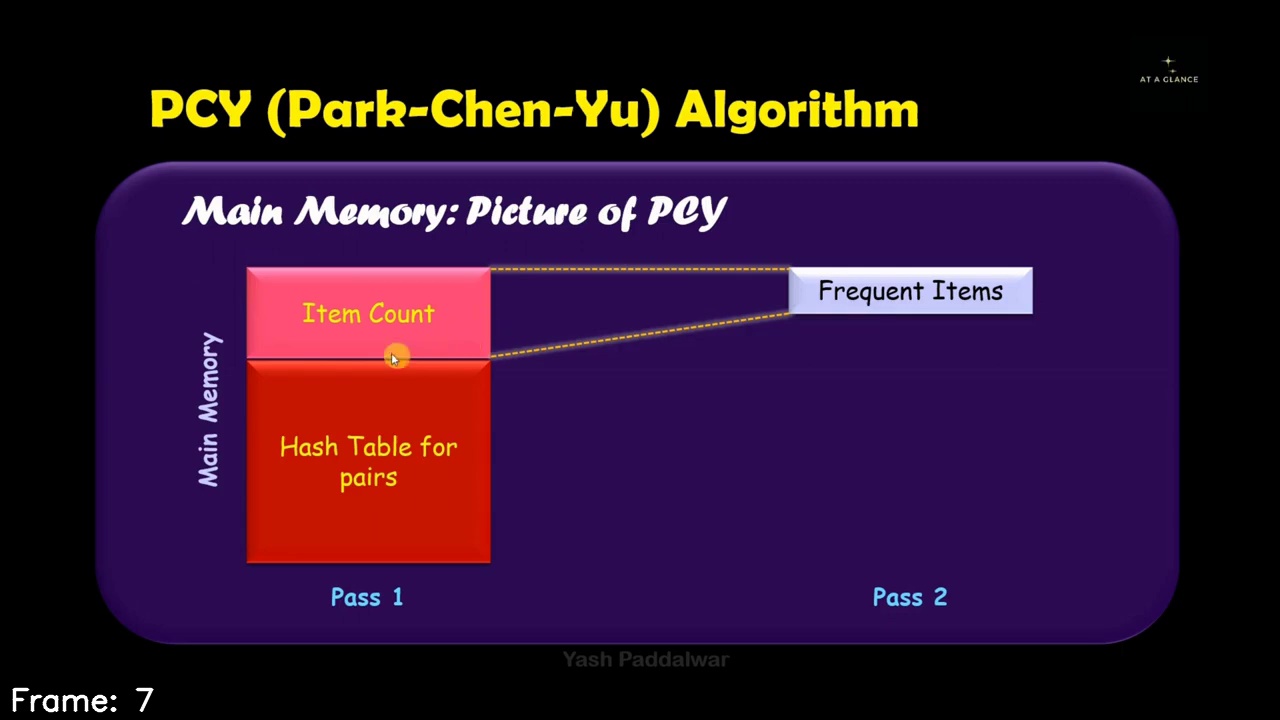 AT A GLANCE
PCY (Park-Chen-Yu) Algorithm
Main Memory: Picture of PCY
Item Count
Frequent Items
Main Memory
Hash Table for
pairs
Pass 1
Pass 2
Yash Paddalwar
Frame: 7